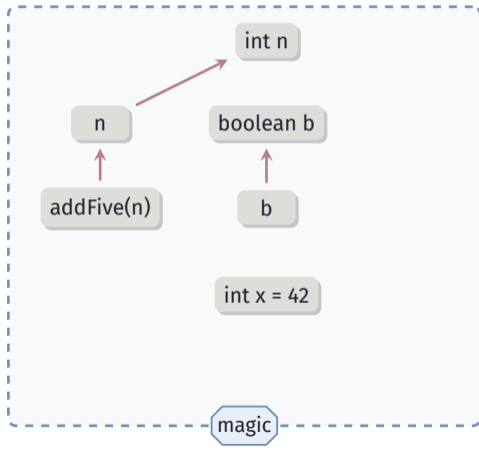 int n
n
boolean b
addFive(n)
b
int x = 42
magic